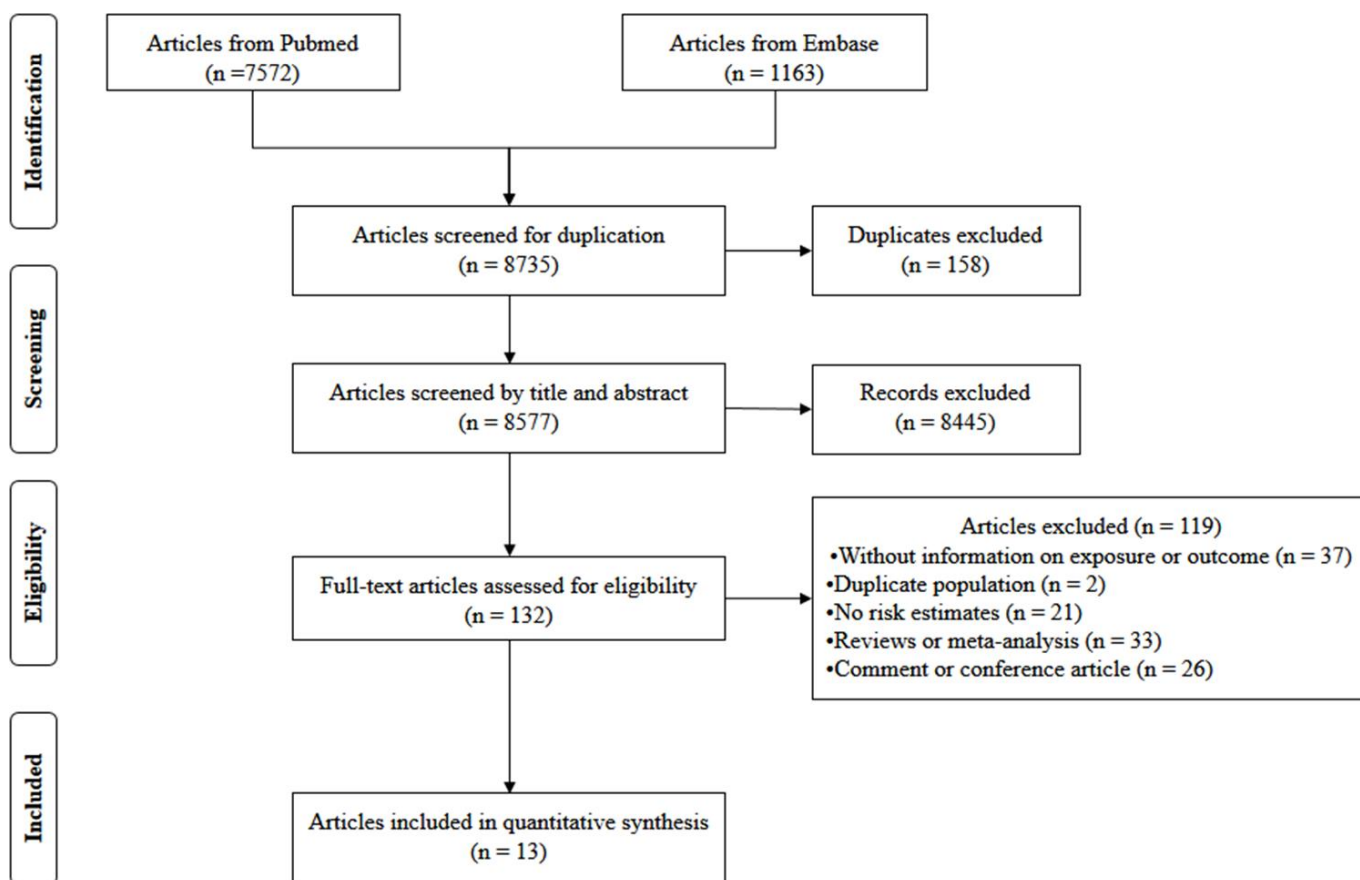 Identification
Articles from Pubmed
(n =7572)
Articles from Embase
(n = 1163)
Articles screened for duplication
(n = 8735)
Duplicates excluded
(n = 158)
Screening
Articles screened by title and abstract
(n = 8577)
Records excluded
(n = 8445)
Eligibility
Full-text articles assessed for eligibility
(n = 132)
Articles excluded (n = 119)
•Without information on exposure or outcome (n = 37)
•Duplicate population (n = 2)
•No risk estimates (n = 21)
•Reviews or meta-analysis (n = 33)
•Comment or conference article (n = 26)
Included
Articles included in quantitative synthesis
(n = 13)